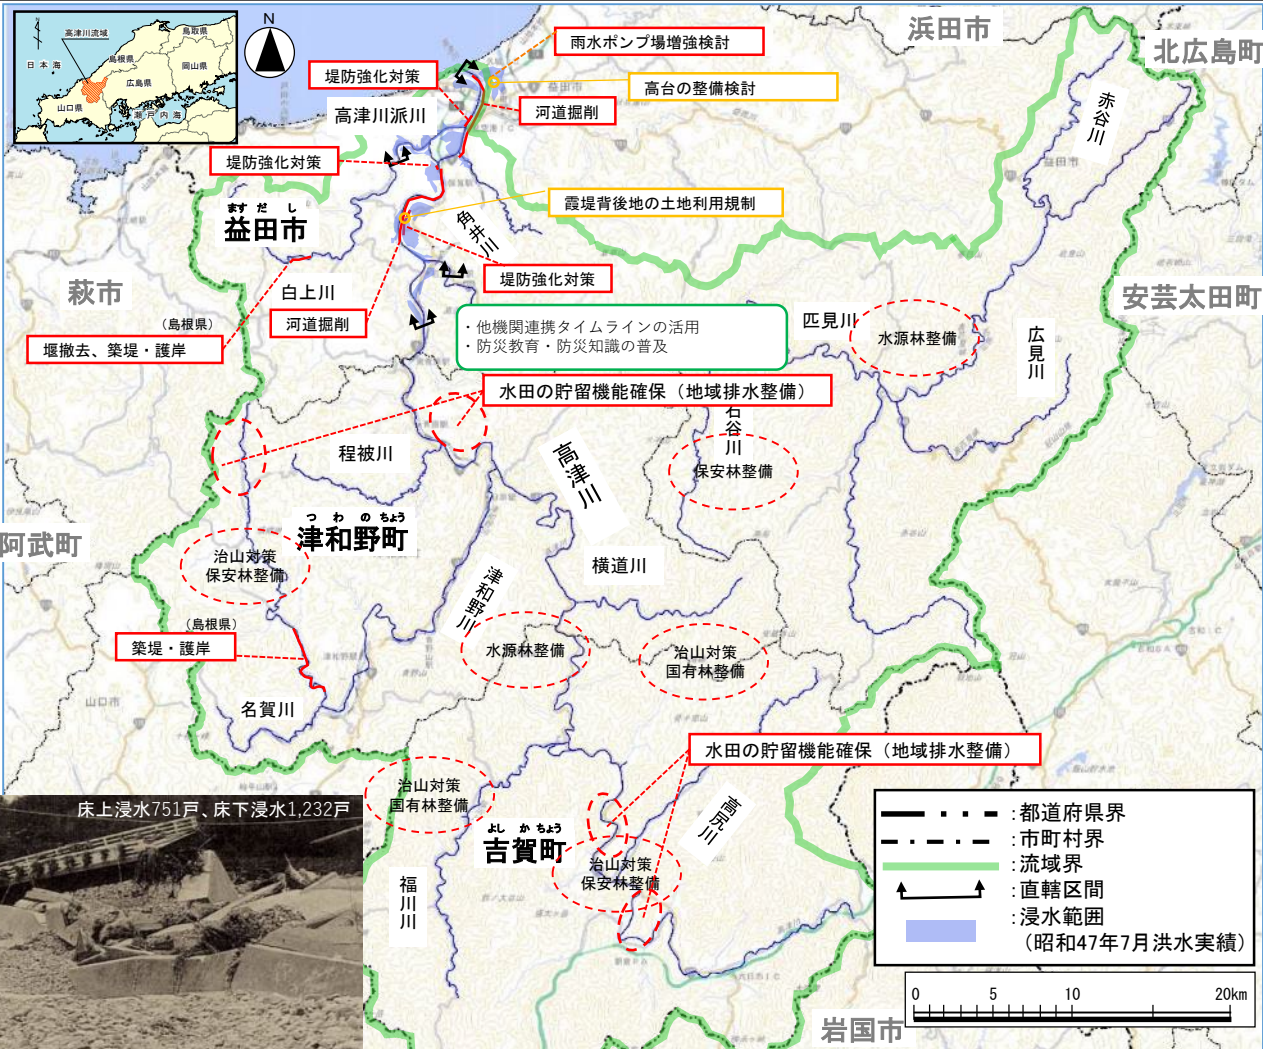 高津川流域
鳥取県
日本海
島根県
岡山県
広島県
山口県
瀬戸内海
N
浜田市
北広島町
雨水ポンプ場増強検討
堤防強化対策
高台の整備検討
河道掘削
高津川派川
赤谷川
益田市
堤防強化対策
霞堤背後地の土地利用規制
ますだし
益田市
角井川
堤防強化対策
萩市
白上川
安芸太田町
(島根県)
河道掘削
堰撤去、築堤・護岸
・他機関連携タイムラインの活用
・防災教育・防災知識の普及
匹見川
水源林整備
広見川
水田の貯留機能確保(地域排水整備)
石谷川
程彼川
高津川
保安林整備
阿武町
つわのちょう
津和野町
治山対策
保安林整備
横道川
津和野川
(島根県)
築堤・護岸
水源林整備
治山対策
国有林整備
名賀川
山口市
水田の貯留機能確保(地域排水整備)
治山対策
国有林整備
高尻川
よしかちょう
吉賀町
治山対策
保安林整備
福川川
床上浸水751戸、床下浸水1,232戸
:都道府県界
:市町村界
:流域界
:直轄区間
:浸水範囲
(昭和47年7月洪水実績)
0 5 10 20km
岩国市